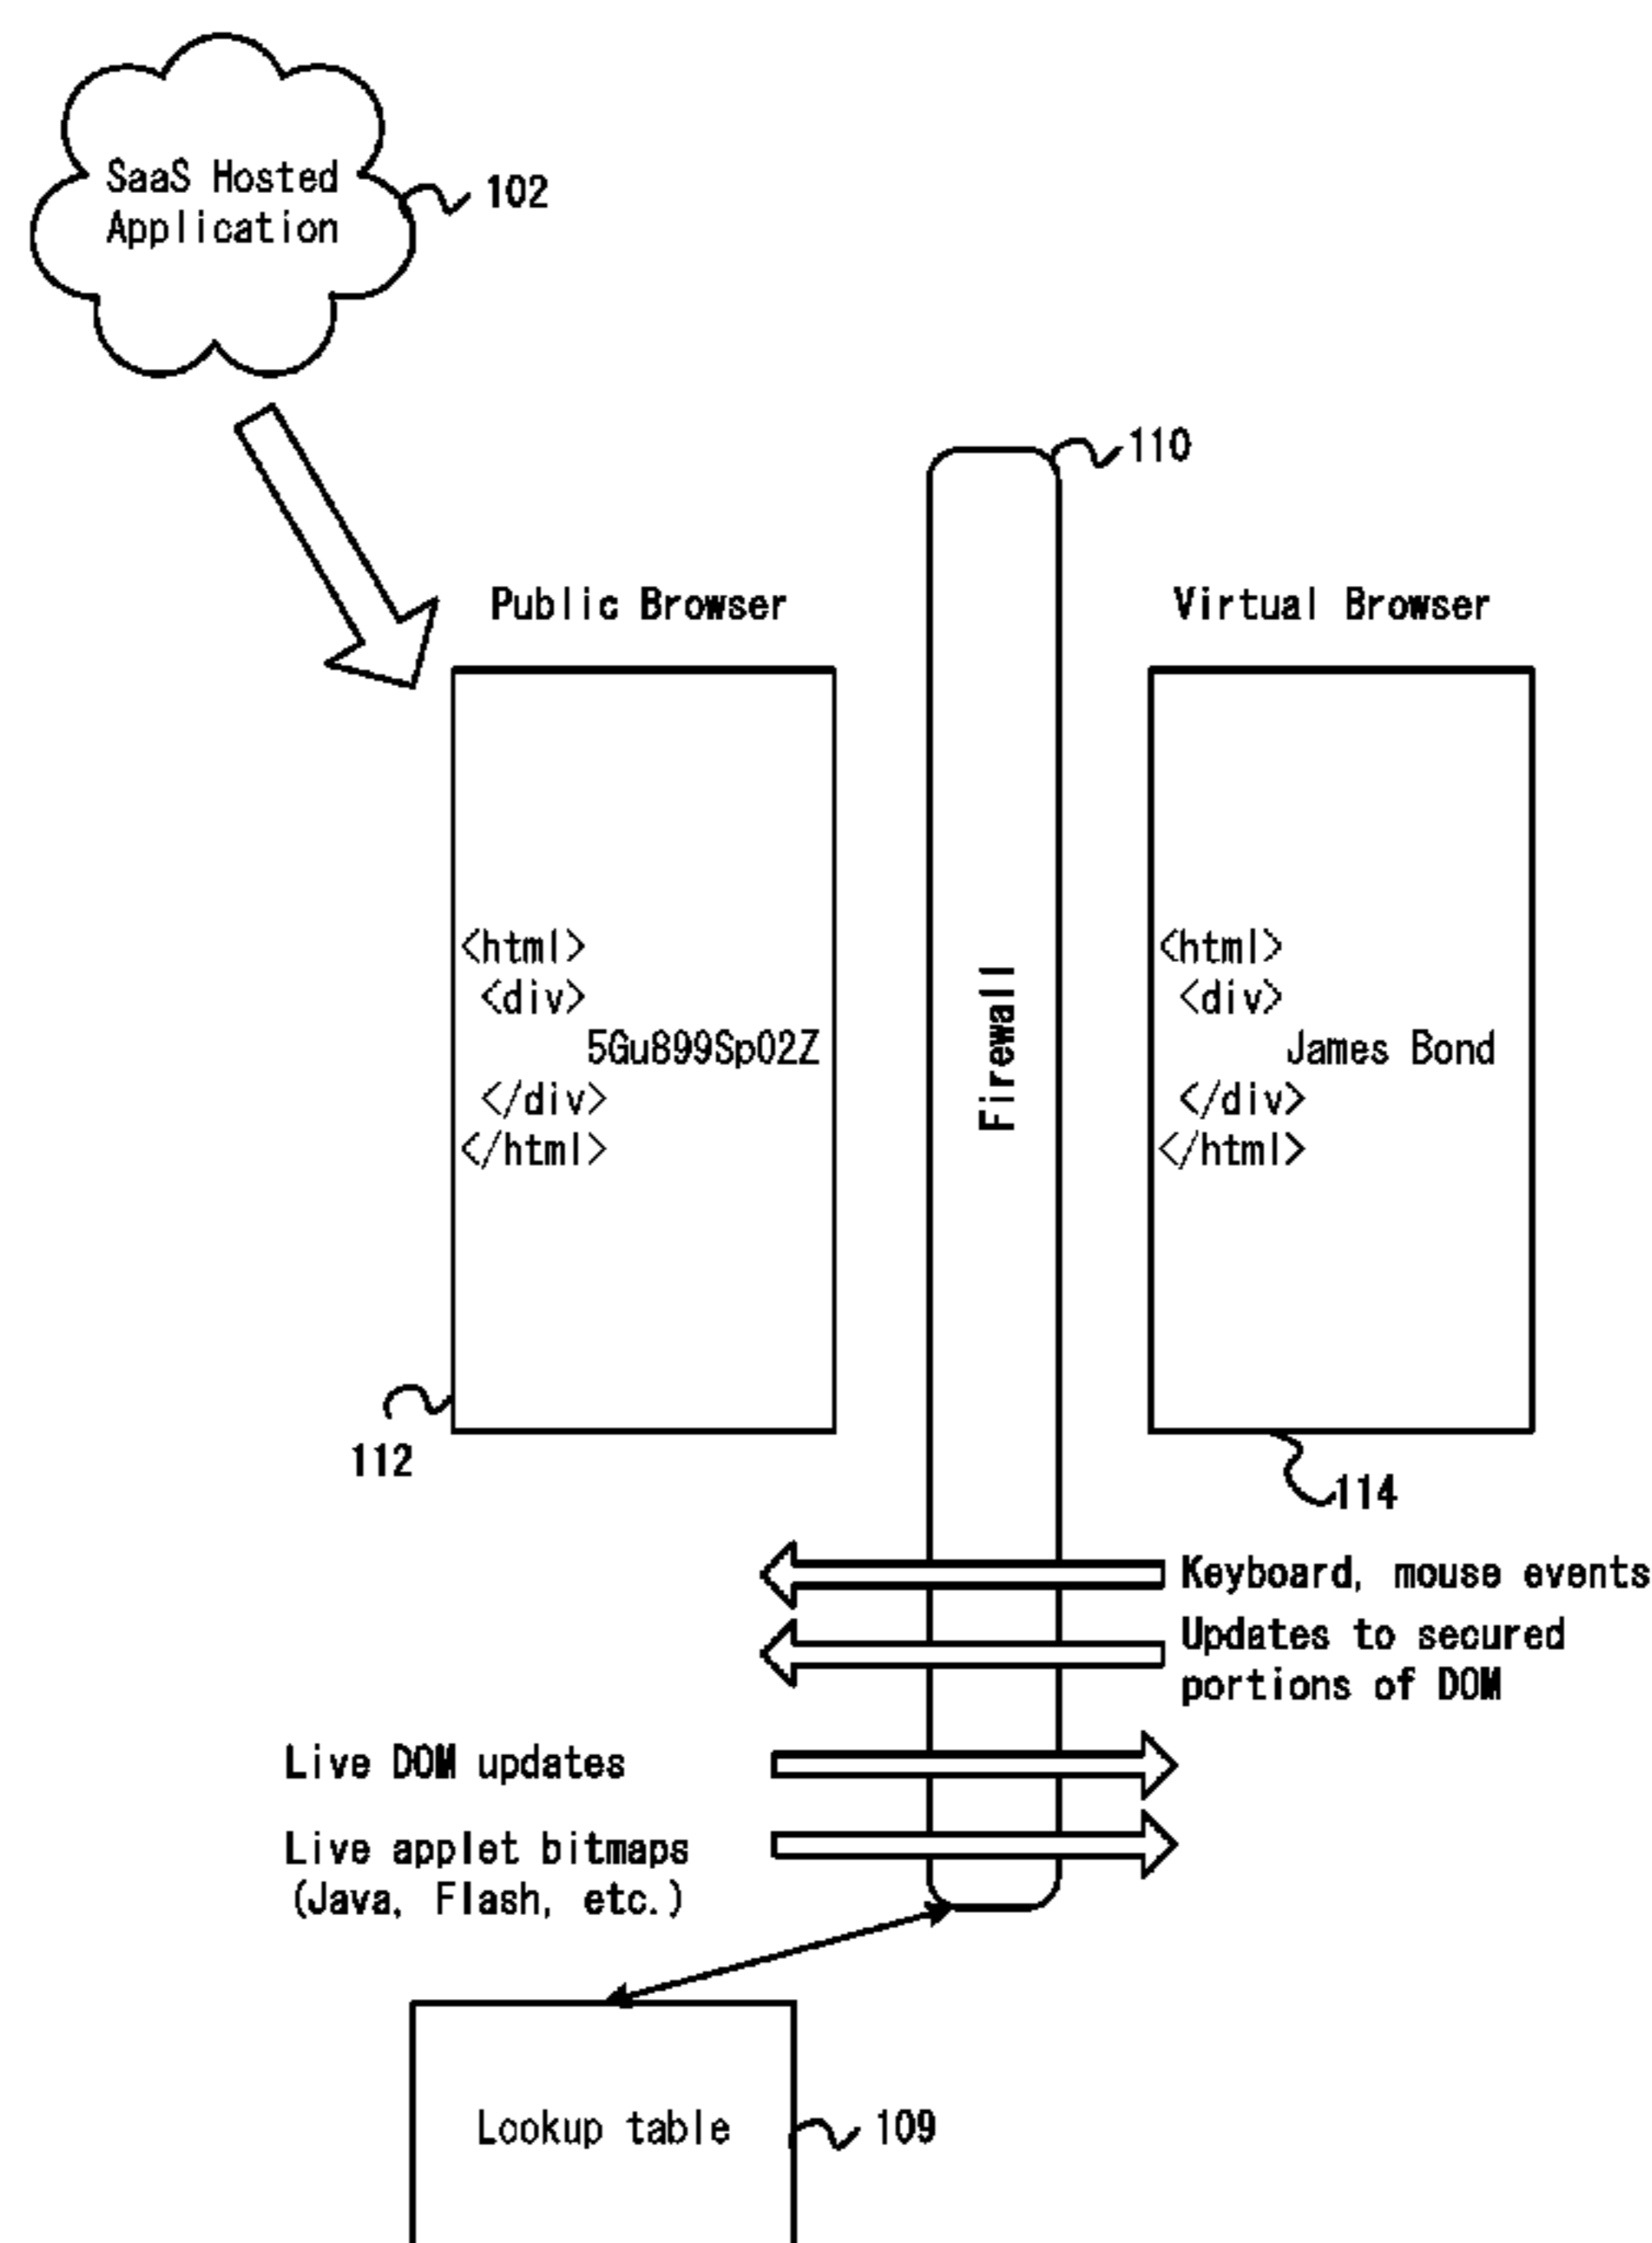 SaaS Hosted
Application
102
110
Public Browser
Virtual Browser
<html>
<div>
5Gu899Sp02Z
</div>
</html>
Firewall
<html>
<div>
James Bond
</div>
</html>
112
114
Keyboard, mouse events
Updates to secured
portions of DOM
Live DOM updates
Live applet bitmaps
(Java, Flash, etc.)
Lookup table
109